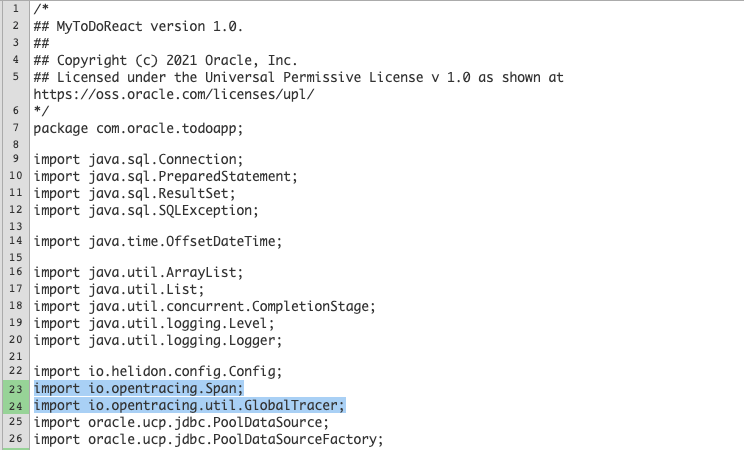 1 /*
2 ## MyToDoReact version 1.0.
3 ##
4 ## Copyright (c) 2021 Oracle, Inc.
5 ## Licensed under the Universal Permissive License v 1.0 as shown at
https://oss.oracle.com/licenses/upl/
6 */
7 package com.oracle.todoapp;
8
9 import java.sql.Connection;
10 import java.sql.PreparedStatement;
11 import java.sql.ResultSet;
12 import java.sql.SQLException;
13
14 import java.time.OffsetDateTime;
15
16 import java.util.ArrayList;
17 import java.util.List;
18 import java.util.concurrent.CompletionStage;
19 import java.util.logging.Level;
20 import java.util.logging.Logger;
21
22 import io.helidon.config.Config;
23 import io.opentracing.Span;
24 import io.opentracing.util.GlobalTracer;
25 import oracle.ucp.jdbc.PoolDataSource;
26 import oracle.ucp.jdbc.PoolDataSourceFactory;